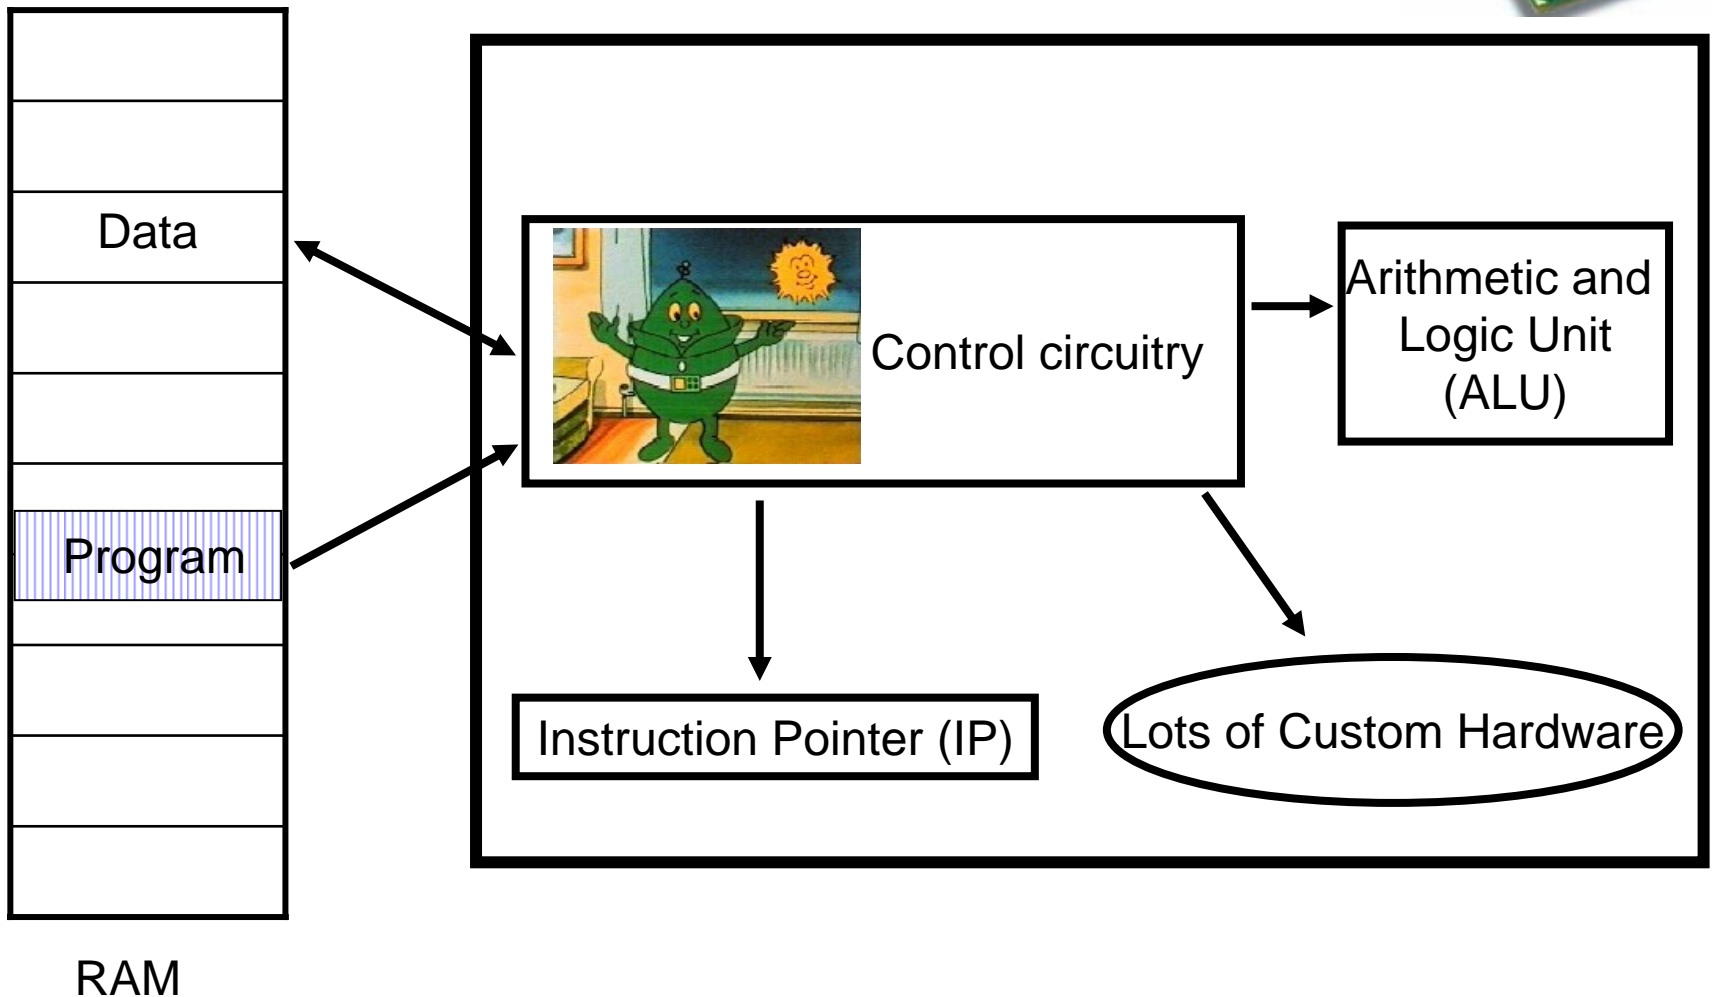 Data
Program
RAM
Control circuitry
Arithmetic and
Logic Unit
(ALU)
Instruction Pointer (IP)
Lots of Custom Hardware